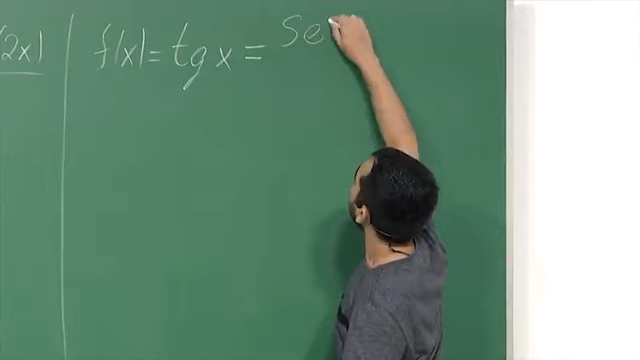 2x)
f(x) = tg x = Se